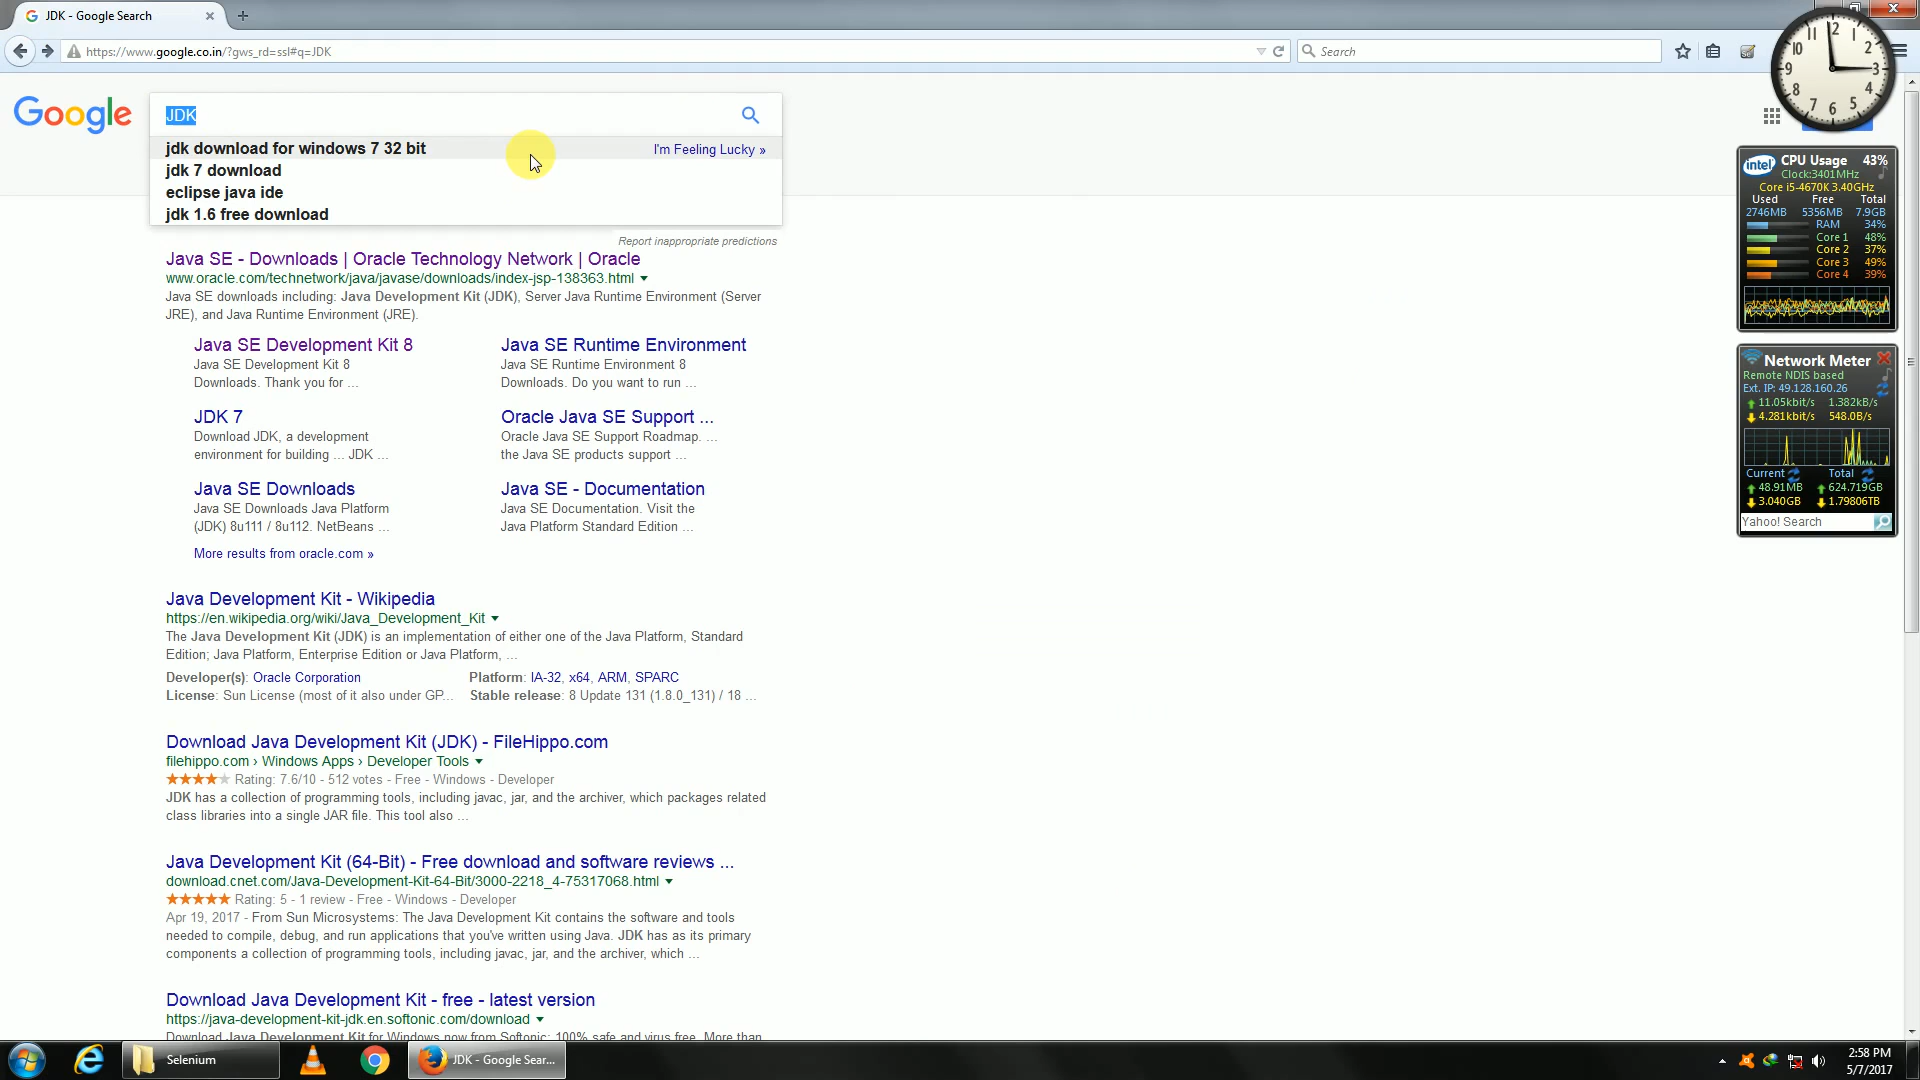 JDK - Google Search
https://www.google.co.in/?gws_rd=ssl#q=JDK
Search
Google
JDK
jdk download for windows 7 32 bit
I'm Feeling Lucky »
jdk 7 download
eclipse java ide
jdk 1.6 free download
Report inappropriate predictions
Java SE - Downloads | Oracle Technology Network | Oracle
www.oracle.com/technetwork/java/javase/downloads/index-jsp-138363.html
Java SE downloads including: Java Development Kit (JDK), Server Java Runtime Environment (Server
JRE), and Java Runtime Environment (JRE).
Java SE Development Kit 8
Java SE Development Kit 8
Downloads. Thank you for ...
Java SE Runtime Environment
Java SE Runtime Environment 8
Downloads. Do you want to run ...
JDK 7
Download JDK, a development
environment for building ... JDK ...
Oracle Java SE Support ...
Oracle Java SE Support Roadmap. ...
the Java SE products support ...
Java SE Downloads
Java SE Downloads Java Platform
(JDK) 8u111 / 8u112. NetBeans ...
Java SE - Documentation
Java SE Documentation. Visit the
Java Platform Standard Edition ...
More results from oracle.com »
Java Development Kit - Wikipedia
https://en.wikipedia.org/wiki/Java_Development_Kit
The Java Development Kit (JDK) is an implementation of either one of the Java Platform, Standard
Edition; Java Platform, Enterprise Edition or Java Platform, ...
Developer(s): Oracle Corporation
Platform: IA-32, x64, ARM, SPARC
License: Sun License (most of it also under GP...
Stable release: 8 Update 131 (1.8.0_131) / 18 ...
Download Java Development Kit (JDK) - FileHippo.com
filehippo.com › Windows Apps › Developer Tools
Rating: 7.6/10 - 512 votes - Free - Windows - Developer
JDK has a collection of programming tools, including javac, jar, and the archiver, which packages related
class libraries into a single JAR file. This tool also ...
Java Development Kit (64-Bit) - Free download and software reviews ...
download.cnet.com/Java-Development-Kit-64-Bit/3000-2218_4-75317068.html
Rating: 5 - 1 review - Free - Windows - Developer
Apr 19, 2017 - From Sun Microsystems: The Java Development Kit contains the software and tools
needed to compile, debug, and run applications that you've written using Java. JDK has as its primary
components a collection of programming tools, including javac, jar, and the archiver, which ...
Download Java Development Kit - free - latest version
https://java-development-kit-jdk.en.softonic.com/download
Download Java Development Kit for Windows now from Softonic: 100% safe and virus free. More than
11 12 1
10 2
9 3
8 4
7 6 5
intel CPU Usage 43%
Clock:3401MHz
Core i5-4670K 3.40GHz
Used Free Total
2746MB 5356MB 7.9GB
RAM 34%
Core 1 48%
Core 2 37%
Core 3 49%
Core 4 39%
Network Meter
Remote NDIS based
Ext. IP: 49.128.160.26
11.05kbit/s 1.382kB/s
4.281kbit/s 548.0B/s
Current Total
48.91MB 624.719GB
3.040GB 1.79806TB
Yahoo! Search
Selenium
JDK - Google Sear...
2:58 PM
5/7/2017